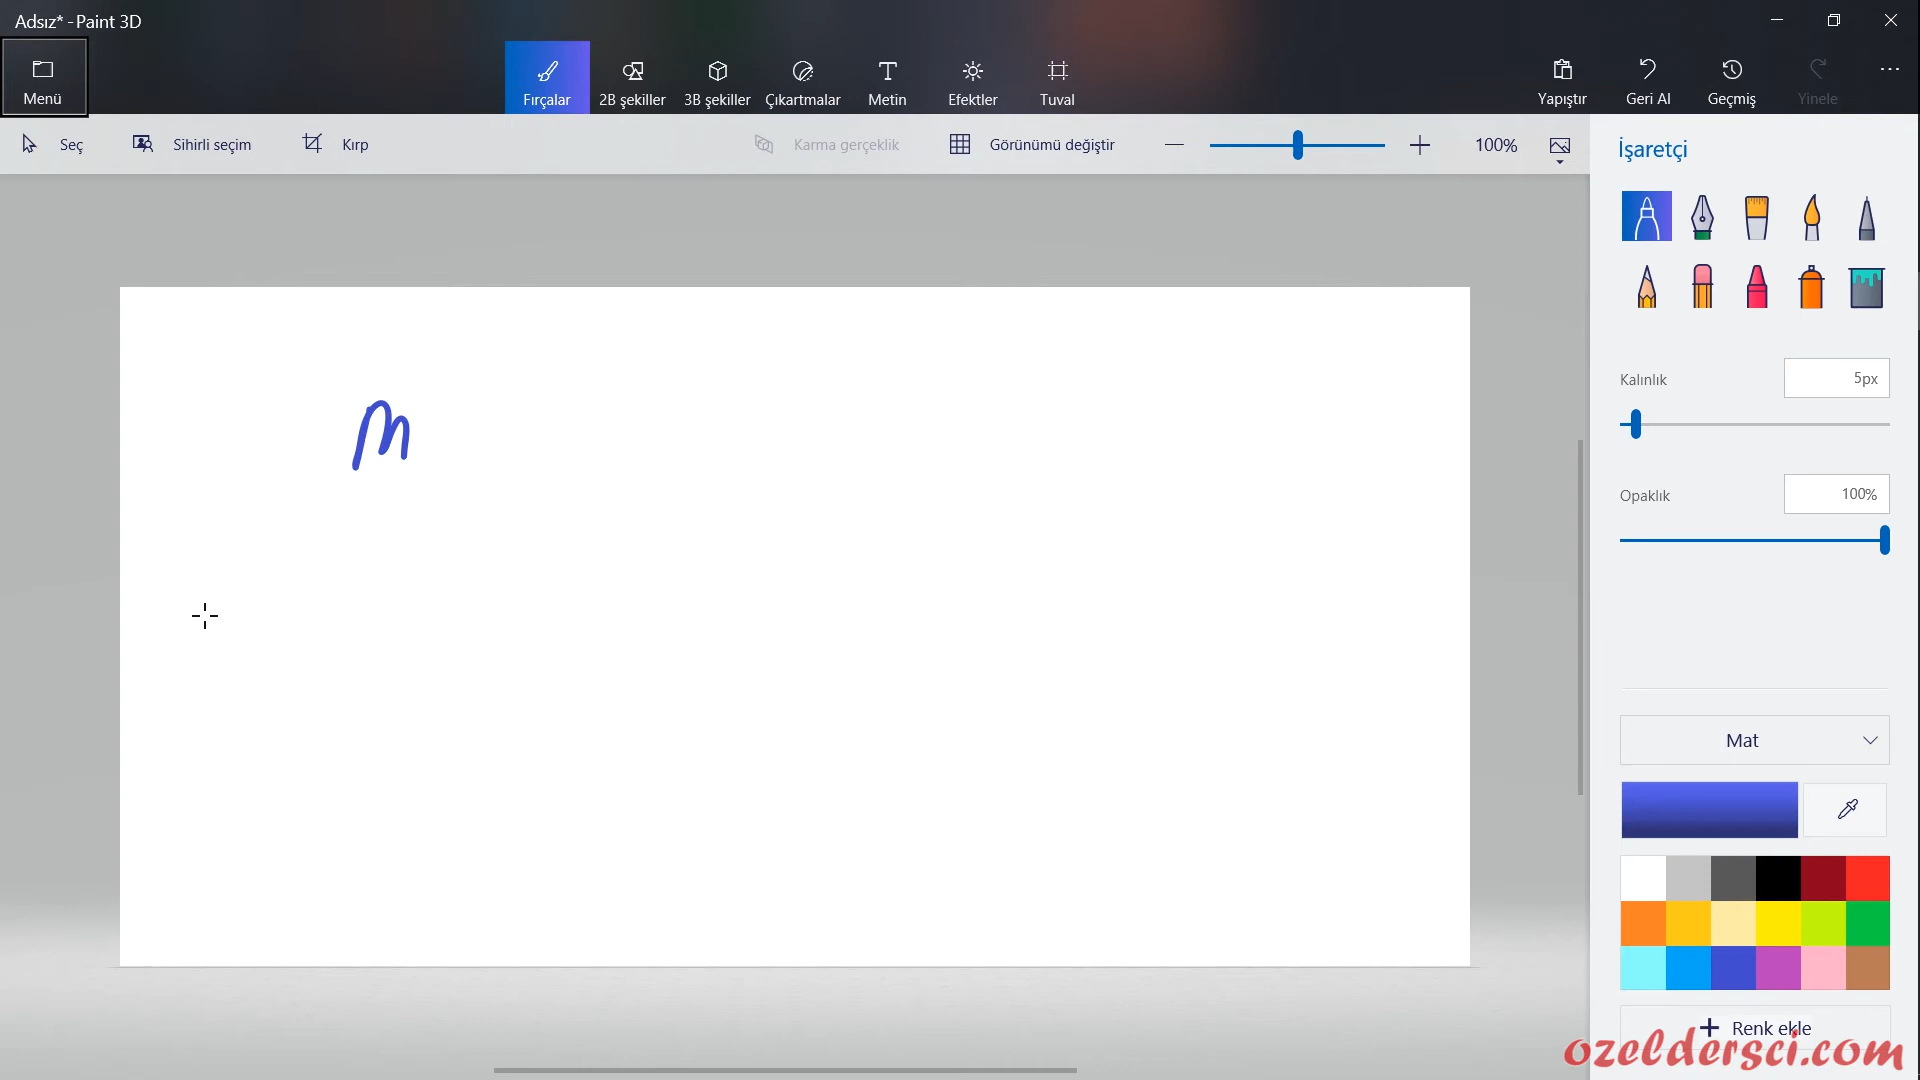 Adsız* - Paint 3D
Menü
Fırçalar
2B şekiller
3B şekiller
Çıkartmalar
Metin
Efektler
Tuval
Yapıştır
Geri Al
Geçmiş
Yinele
Seç
Sihirli seçim
Kırp
Karma gerçeklik
Görünümü değiştir
100%
İşaretçi
Kalınlık
5px
Opaklık
100%
m
Mat
Renk ekle
ozeldersci.com